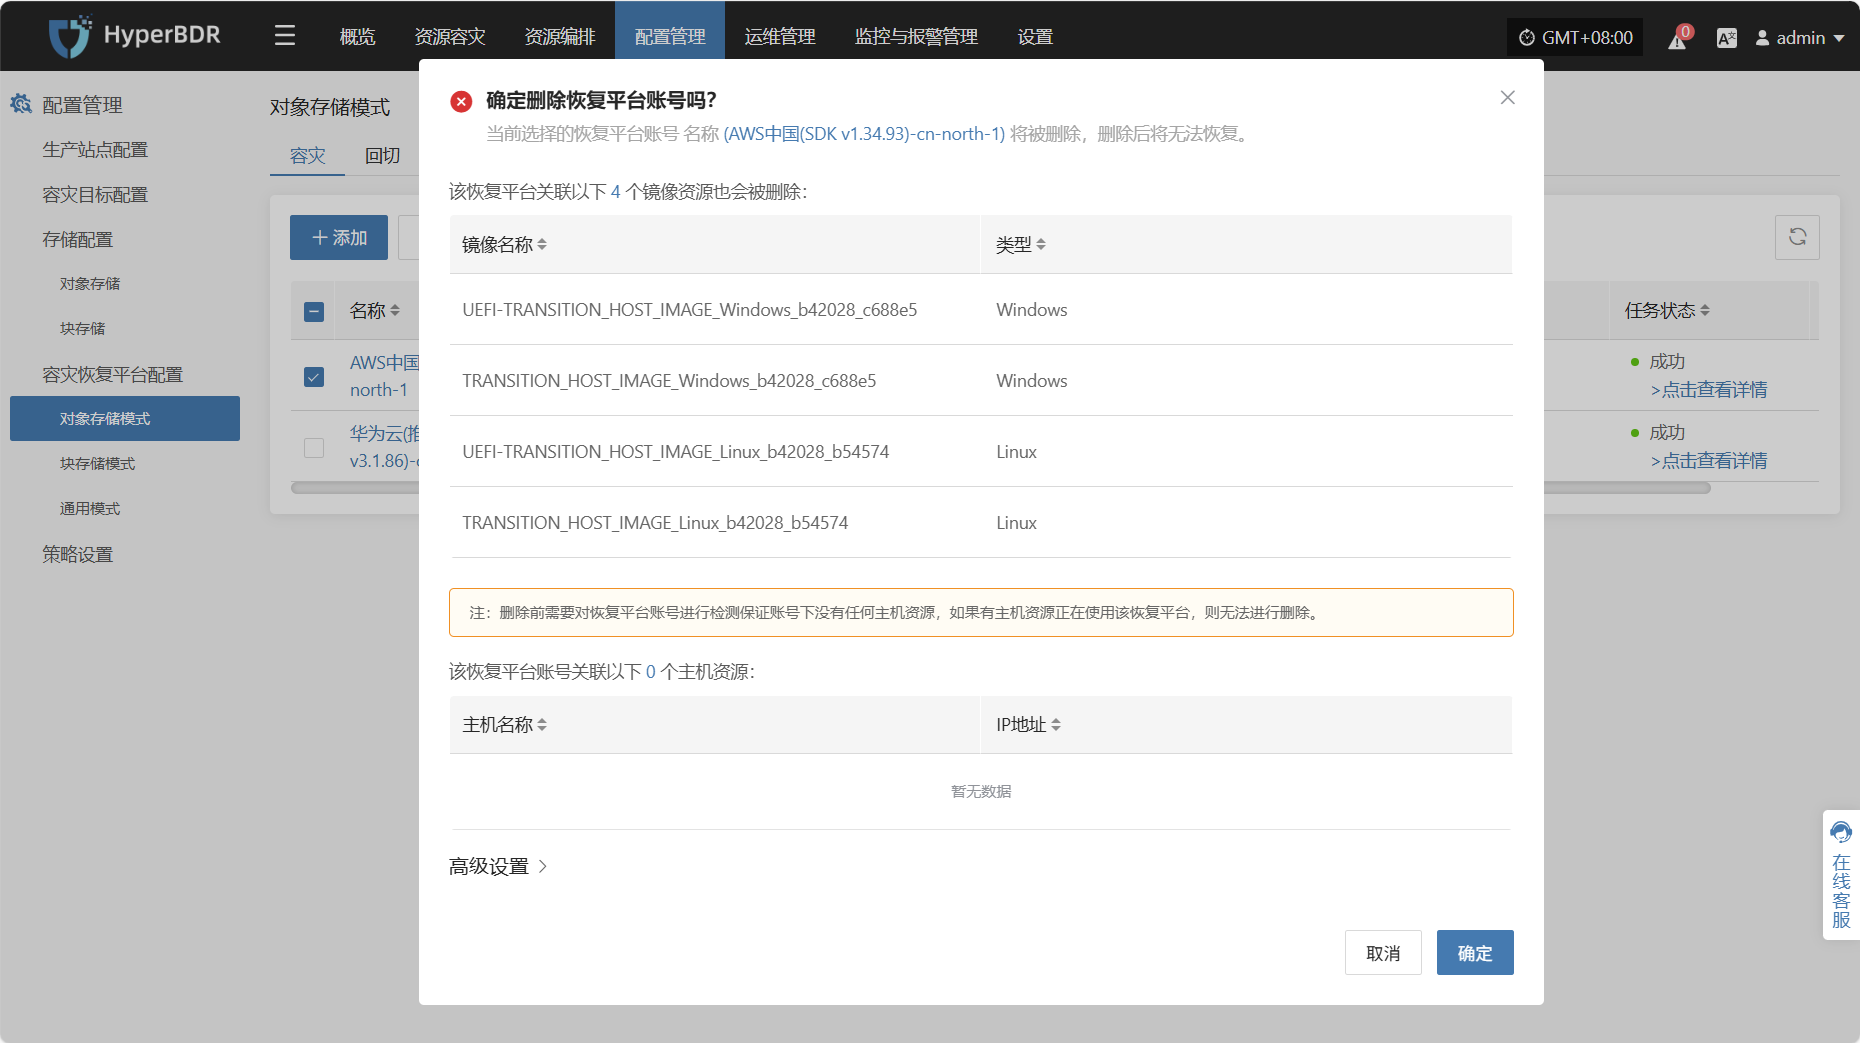 HyperBDR
概览
资源容灾
资源编排
配置管理
运维管理
监控与报警管理
设置
GMT+08:00
0
admin
配置管理
生产站点配置
容灾目标配置
存储配置
对象存储
块存储
容灾恢复平台配置
对象存储模式
块存储模式
通用模式
策略设置
对象存储模式
容灾
回切
添加
名称
任务状态
AWS中国
north-1
成功
>点击查看详情
华为云(
v3.1.86)-
成功
>点击查看详情
确定删除恢复平台账号吗?
当前选择的恢复平台账号 名称 (AWS中国(SDK v1.34.93)-cn-north-1) 将被删除，删除后将无法恢复。
该恢复平台关联以下 4 个镜像资源也会被删除：
镜像名称 类型
UEFI-TRANSITION_HOST_IMAGE_Windows_b42028_c688e5 Windows
TRANSITION_HOST_IMAGE_Windows_b42028_c688e5 Windows
UEFI-TRANSITION_HOST_IMAGE_Linux_b42028_b54574 Linux
TRANSITION_HOST_IMAGE_Linux_b42028_b54574 Linux
注：删除前需要对恢复平台账号进行检测保证账号下没有任何主机资源，如果有主机资源正在使用该恢复平台，则无法进行删除。
该恢复平台账号关联以下 0 个主机资源：
主机名称 IP地址
暂无数据
高级设置
取消
确定
在线客服